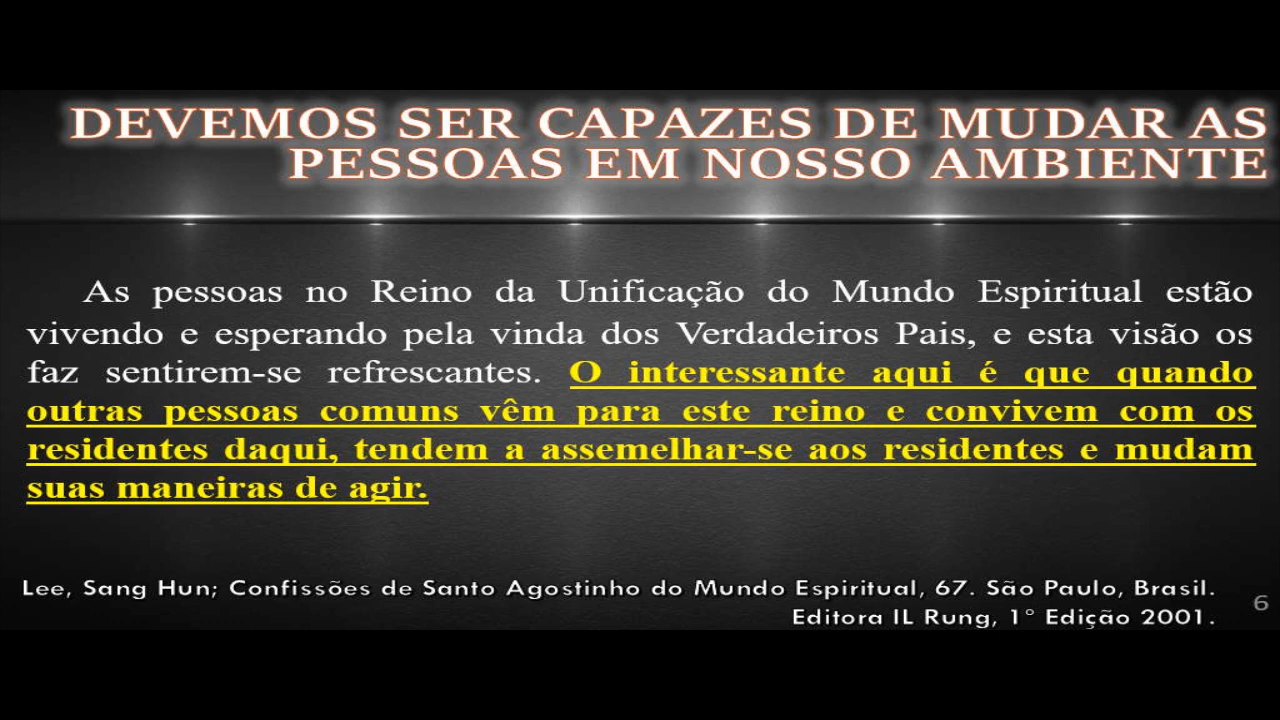 DEVEMOS SER CAPAZES DE MUDAR AS
PESSOAS EM NOSSO AMBIENTE
As pessoas no Reino da Unificação do Mundo Espiritual estão
vivendo e esperando pela vinda dos Verdadeiros Pais, e esta visão os
faz sentirem-se refrescantes. O interessante aqui é que quando
outras pessoas comuns vêm para este reino e convivem com os
residentes daqui, tendem a assemelhar-se aos residentes e mudam
suas maneiras de agir.
Lee, Sang Hun; Confissões de Santo Agostinho do Mundo Espiritual, 67. São Paulo, Brasil.
Editora IL Rung, 1° Edição 2001.
6